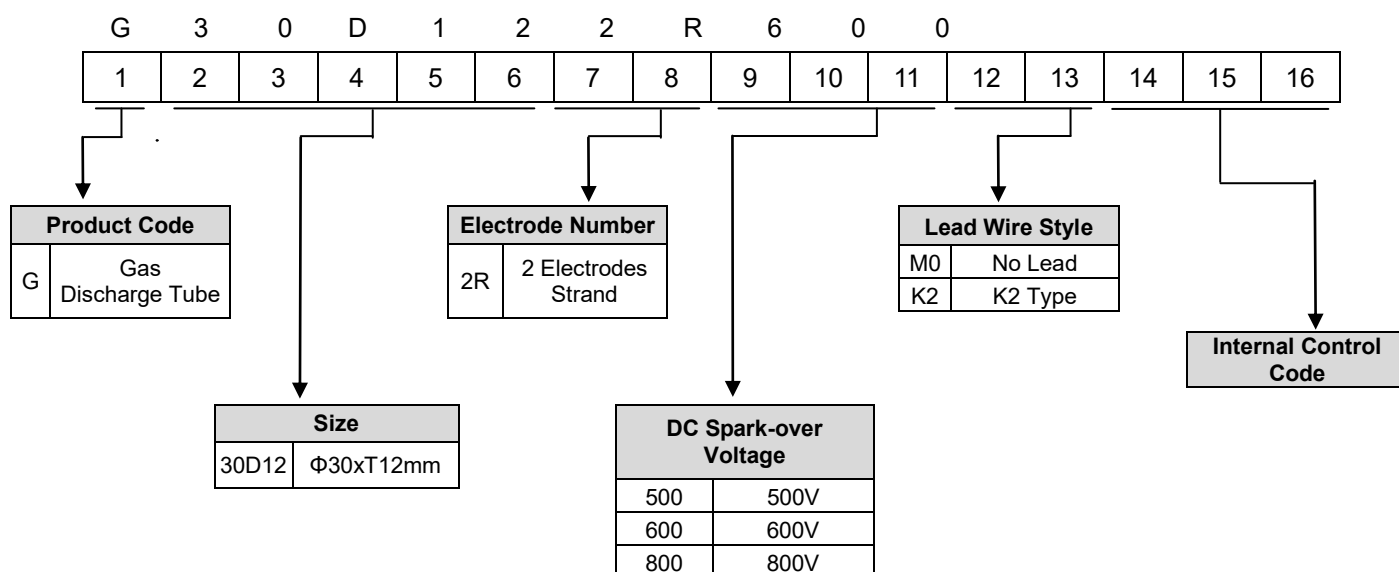 G 3 0 D 1 2 2 R 6 0 0
1 2 3 4 5 6 7 8 9 10 11 12 13 14 15 16
.
Product Code
G Gas
Discharge Tube
Electrode Number
2R 2 Electrodes
Strand
Lead Wire Style
M0 No Lead
K2 K2 Type
Internal Control
Code
Size
30D12 Φ30xT12mm
DC Spark-over
Voltage
500 500V
600 600V
800 800V